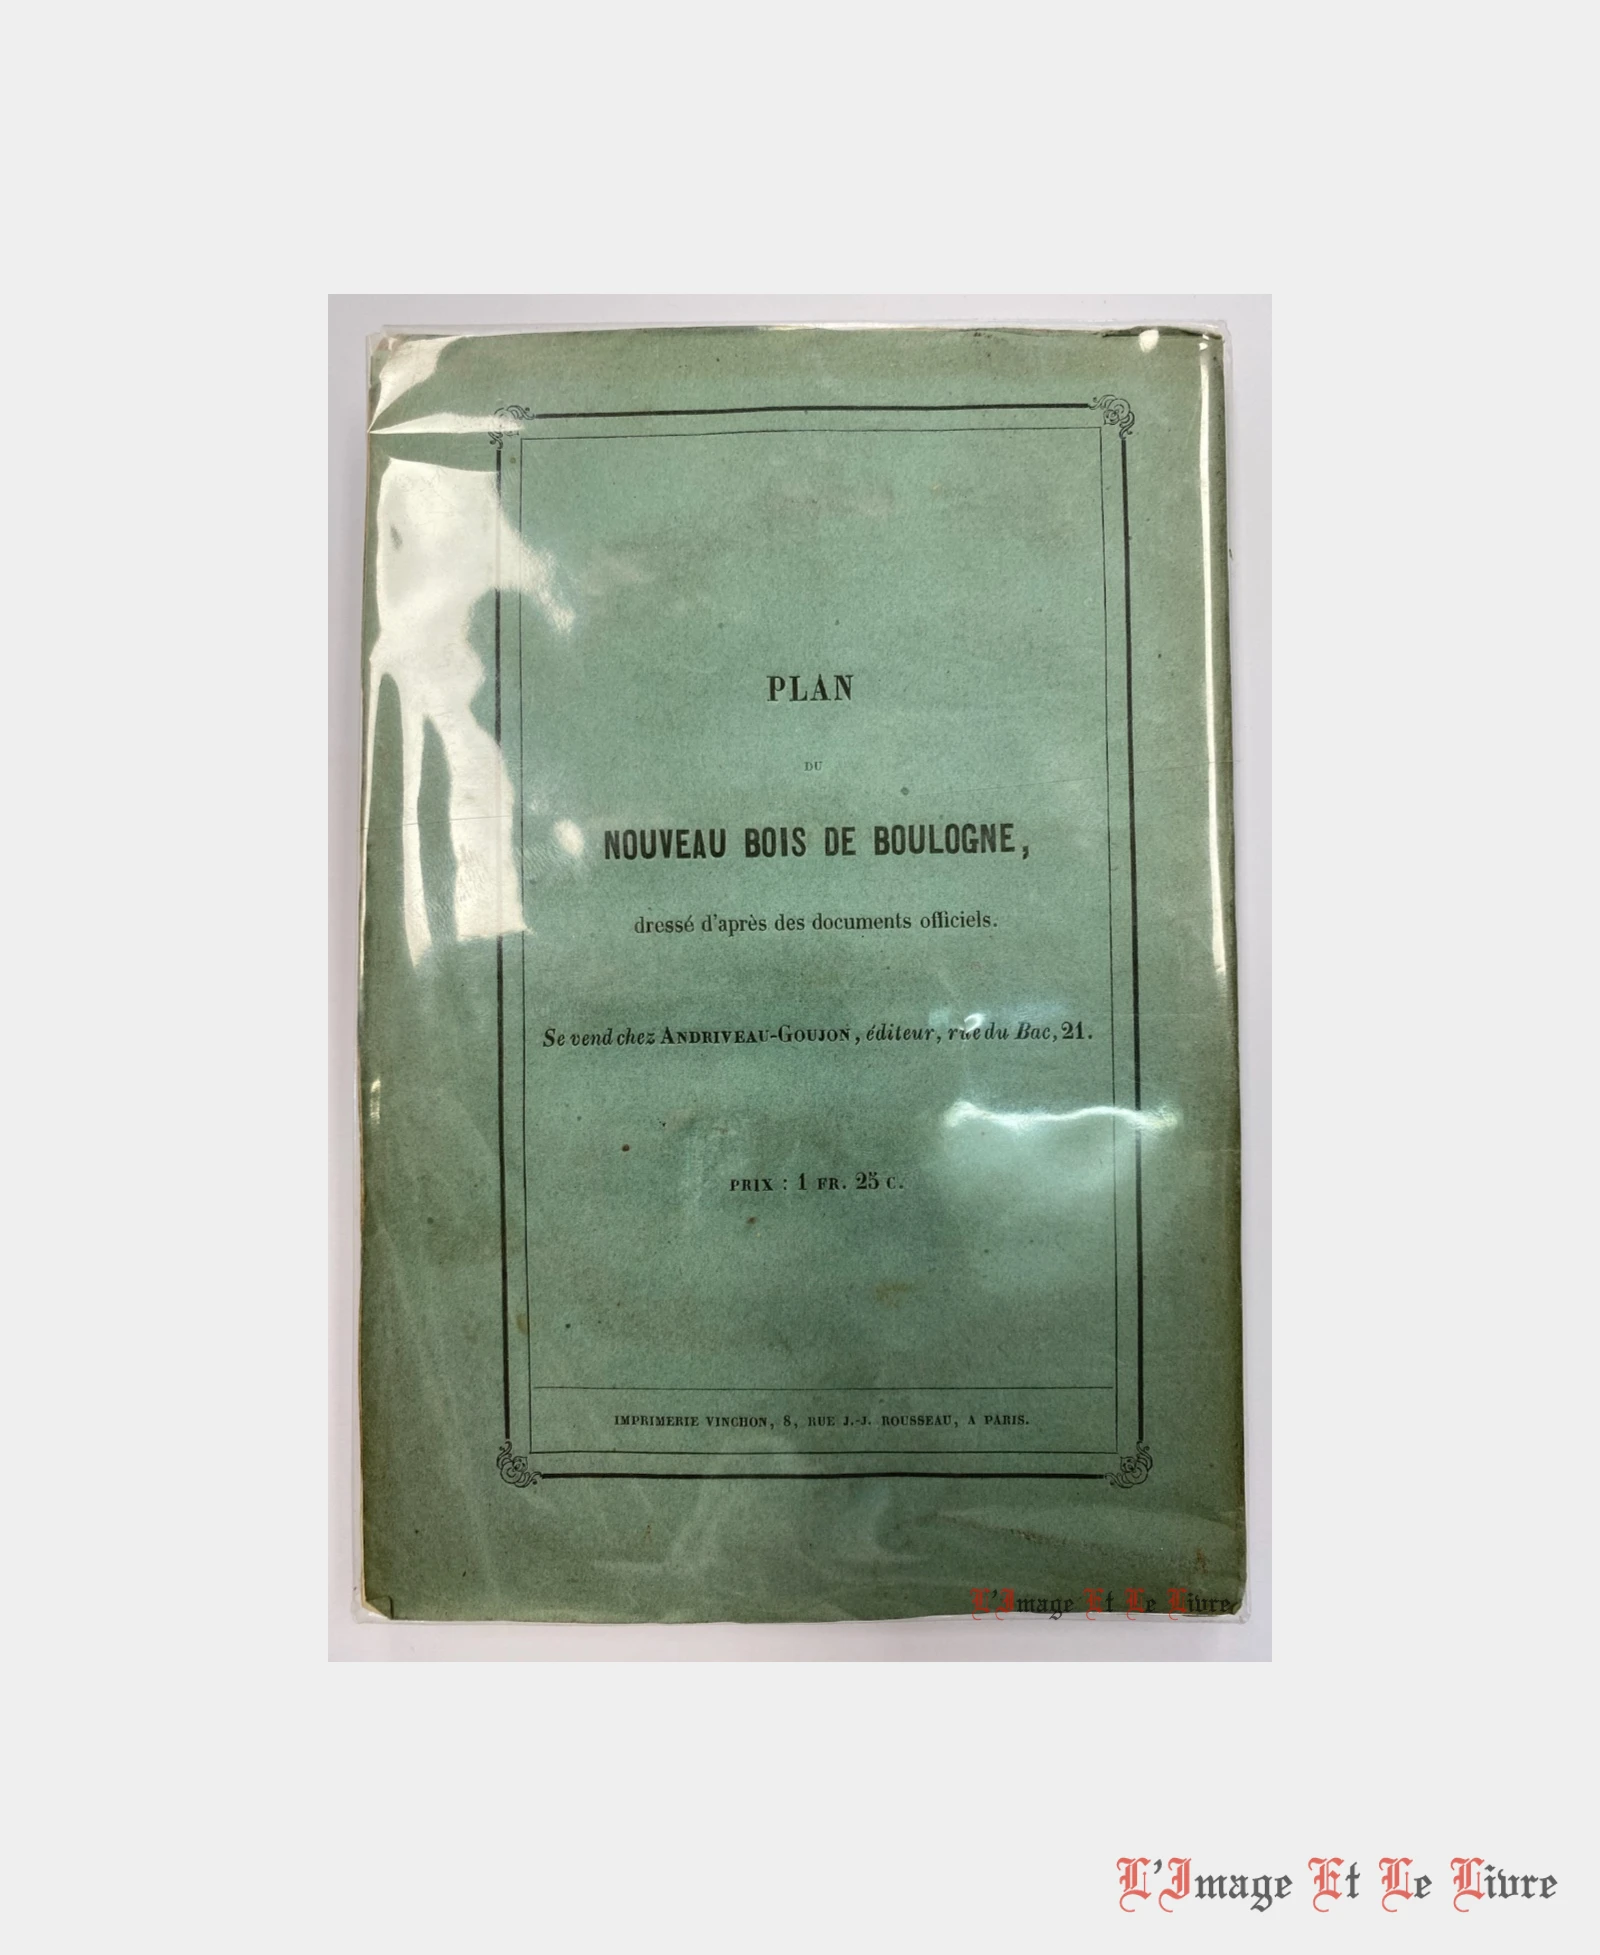 PLAN
DU
NOUVEAU BOIS DE BOULOGNE,
dressé d'après des documents officiels.
Se vend chez ANDRIVEAU-GOUJON, éditeur, rue du Bac, 21.
PRIX : 1 FR. 25 C.
IMPRIMERIE VINCHON, 8, RUE J.-J. ROUSSEAU, A PARIS.
L'Image Et Le Livre
L'Image Et Le Livre